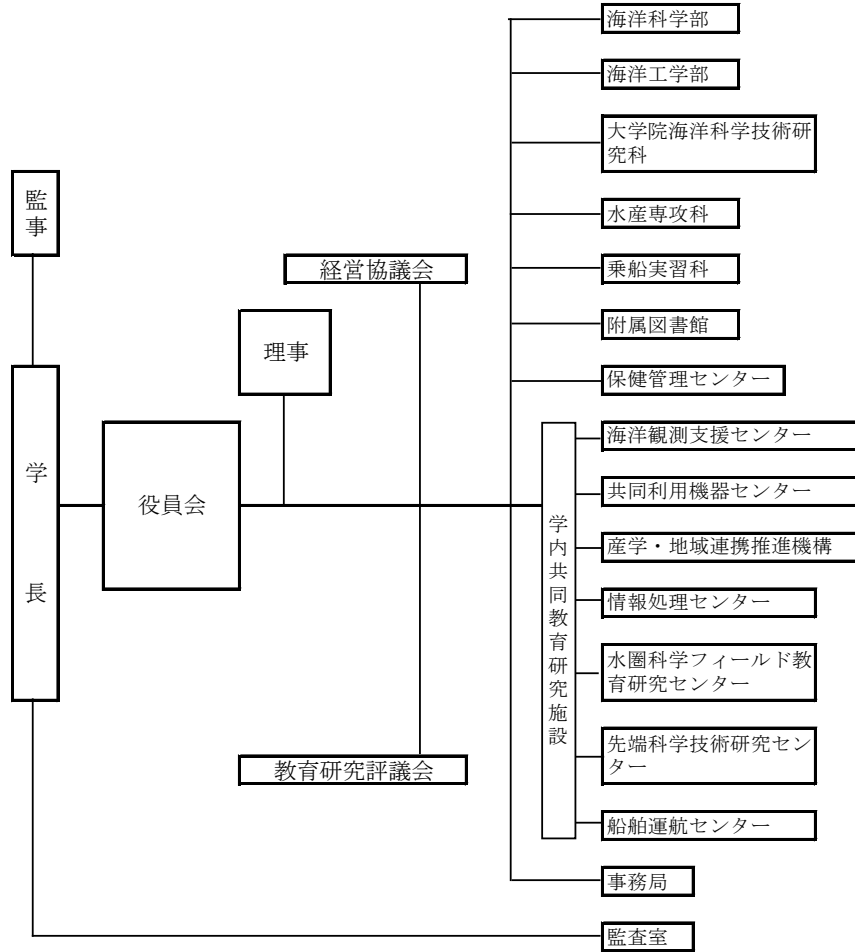 海洋科学部
海洋工学部
大学院海洋科学技術研
究科
監事
水産専攻科
経営協議会
乗船実習科
理事
附属図書館
保健管理センター
学長
役員会
学内共同教育研究施設
海洋観測支援センター
共同利用機器センター
産学・地域連携推進機構
情報処理センター
水圏科学フィールド教
育研究センター
先端科学技術研究セン
ター
教育研究評議会
船舶運航センター
事務局
監査室